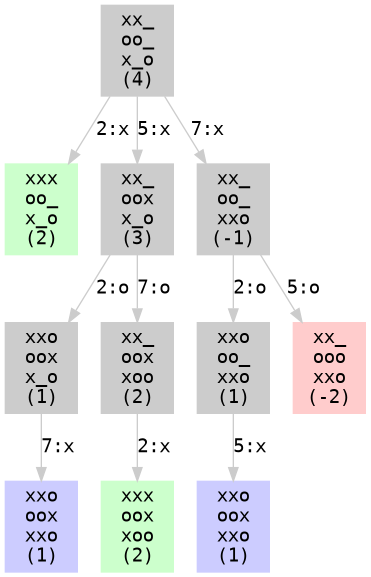 xx_
oo_
x_o
(4)
2:x 5:x 7:x
xxx
oo_
x_o
(2)
xx_
oox
x_o
(3)
xx_
oo_
xxo
(-1)
2:o 7:o 2:o 5:o
xxo
oox
x_o
(1)
xx_
oox
xoo
(2)
xxo
oo_
xxo
(1)
xx_
ooo
xxo
(-2)
7:x 2:x 5:x
xxo
oox
xxo
(1)
xxx
oox
xoo
(2)
xxo
oox
xxo
(1)